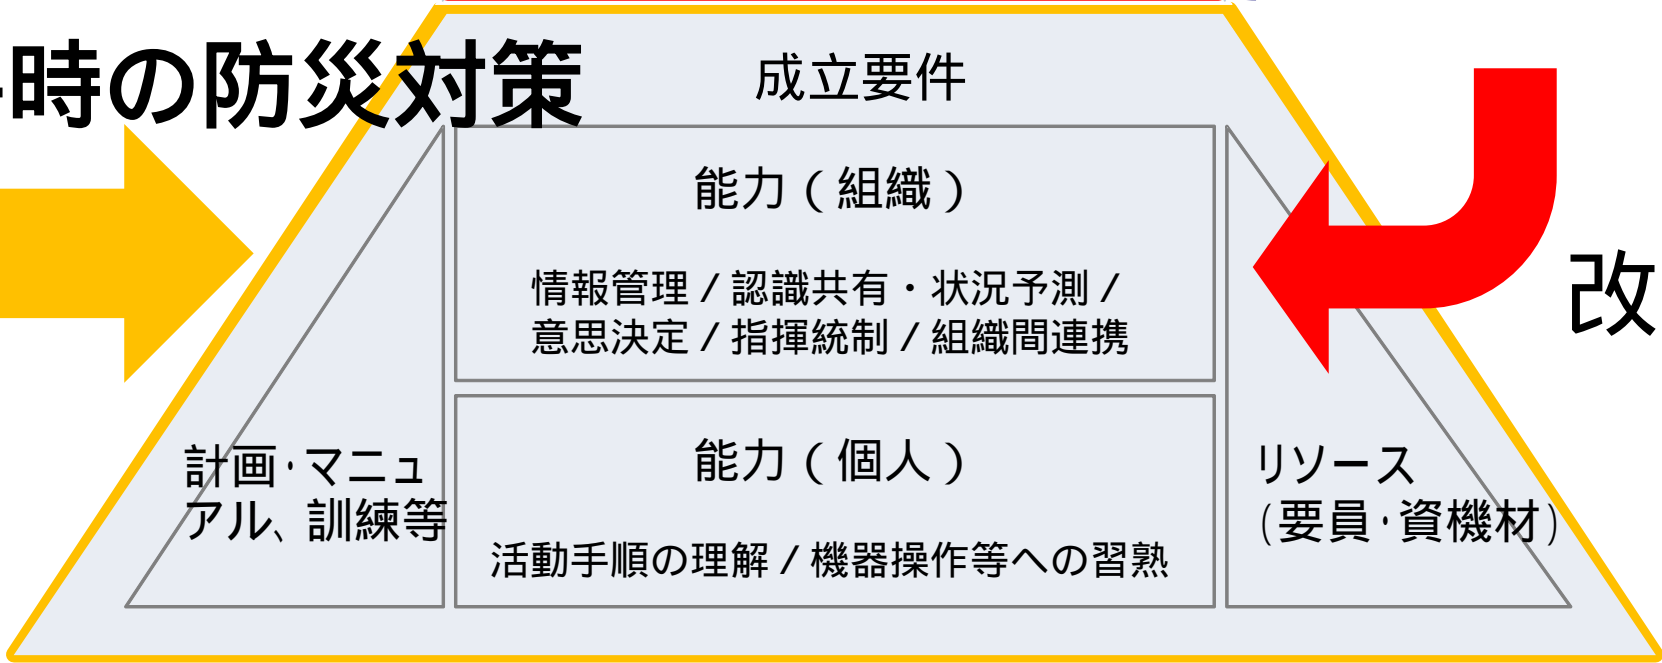 時の防災対策
成立要件
能力（組織）
情報管理／認識共有・状況予測／
意思決定／指揮統制／組織間連携
改
計画・マニュ
アル、訓練等
能力（個人）
活動手順の理解／機器操作等への習熟
リソース
（要員・資機材）